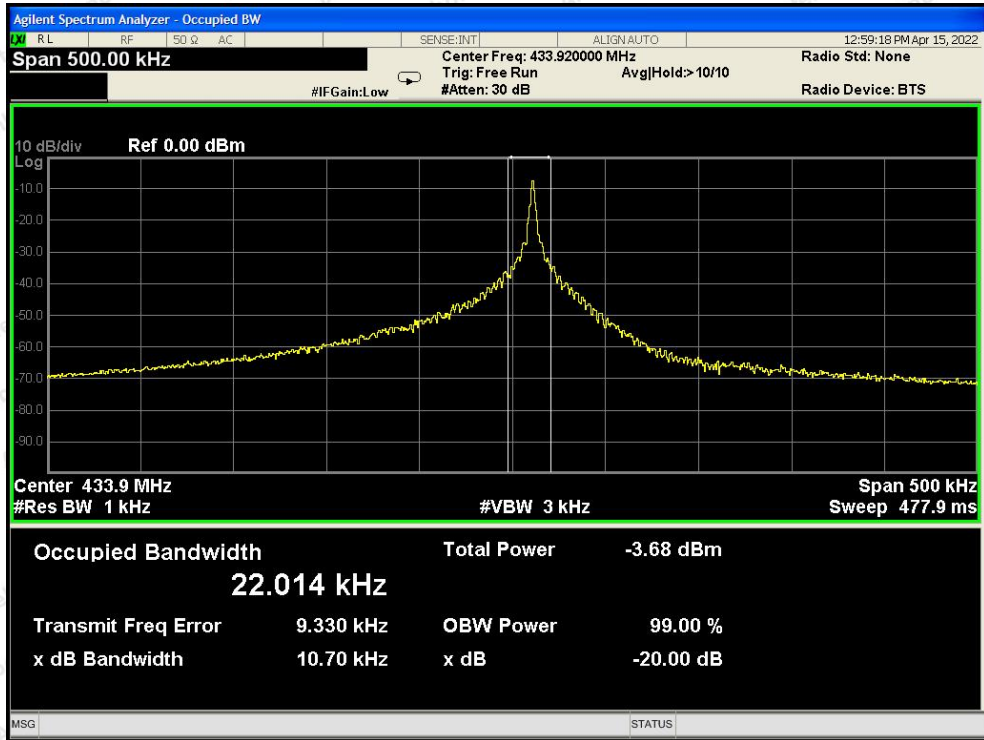 Agilent Spectrum Analyzer - Occupied BW
LXI RL RF 50 Ω AC SENSE:INT ALIGN AUTO 12:59:18 PM Apr 15, 2022
Span 500.00 kHz Center Freq: 433.920000 MHz Radio Std: None
Trig: Free Run Avg|Hold:> 10/10
#IFGain:Low #Atten: 30 dB Radio Device: BTS
10 dB/div Ref 0.00 dBm
Log
-10.0
-20.0
-30.0
-40.0
-50.0
-60.0
-70.0
-80.0
-90.0
Center 433.9 MHz Span 500 kHz
#Res BW 1 kHz #VBW 3 kHz Sweep 477.9 ms
Occupied Bandwidth Total Power -3.68 dBm
22.014 kHz
Transmit Freq Error 9.330 kHz OBW Power 99.00 %
x dB Bandwidth 10.70 kHz x dB -20.00 dB
MSG STATUS